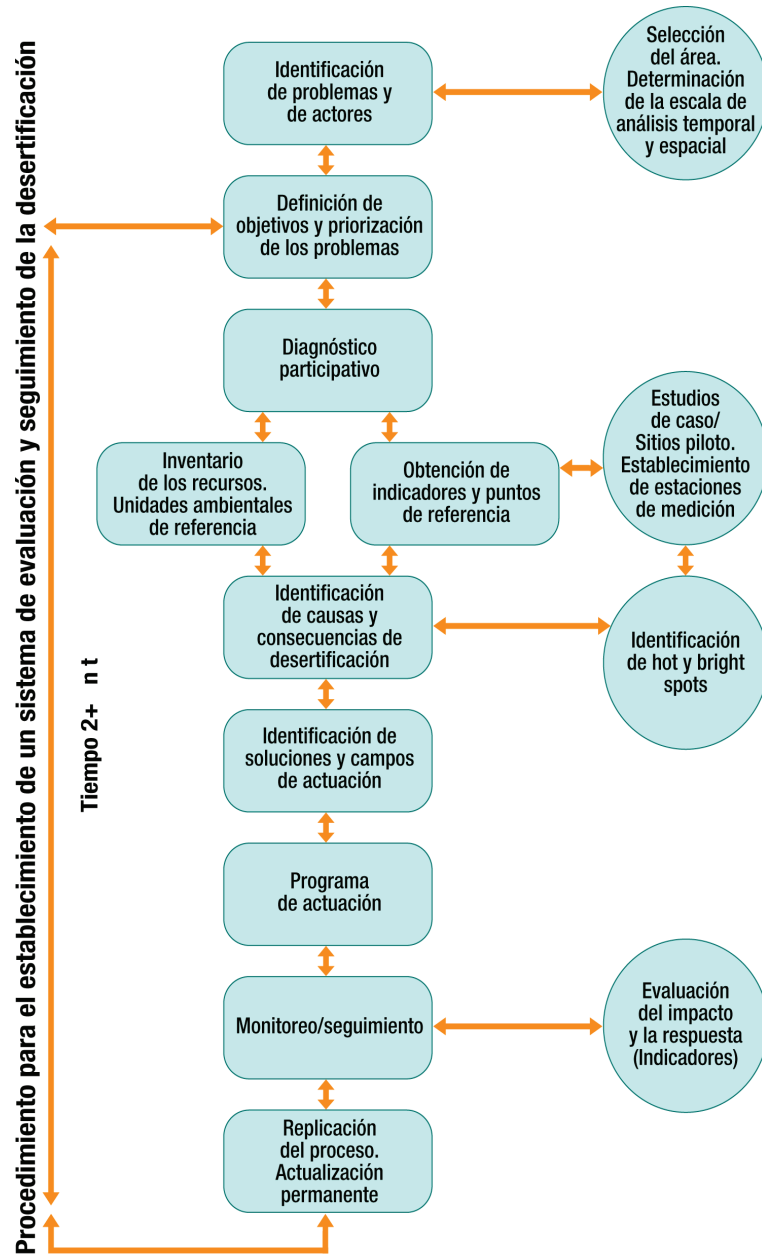 Procedimiento para el establecimiento de un sistema de evaluación y seguimiento de la desertificación
Tiempo 2+ n t
Identificación
de problemas y
de actores
Selección
del área.
Determinación
de la escala de
análisis temporal
y espacial
Definición de
objetivos y priorización
de los problemas
Diagnóstico
participativo
Inventario
de los recursos.
Unidades ambientales
de referencia
Obtención de
indicadores y puntos
de referencia
Estudios
de caso/
Sitios piloto.
Establecimiento
de estaciones
de medición
Identificación
de causas y
consecuencias de
desertificación
Identificación
de hot y bright
spots
Identificación de
soluciones y campos
de actuación
Programa
de actuación
Monitoreo/seguimiento
Evaluación
del impacto
y la respuesta
(Indicadores)
Replicación
del proceso.
Actualización
permanente